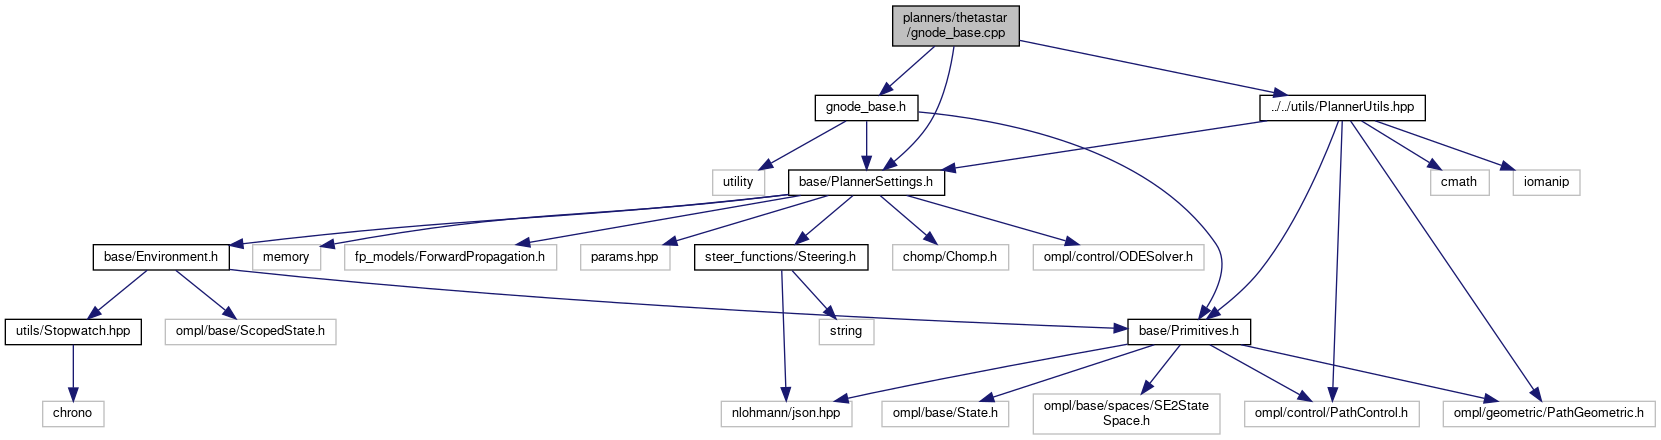 planners/thetastar
/gnode_base.cpp
gnode_base.h
../../utils/PlannerUtils.hpp
utility
base/PlannerSettings.h
cmath
iomanip
base/Environment.h
memory
fp_models/ForwardPropagation.h
params.hpp
steer_functions/Steering.h
chomp/Chomp.h
ompl/control/ODESolver.h
utils/Stopwatch.hpp
ompl/base/ScopedState.h
string
base/Primitives.h
chrono
nlohmann/json.hpp
ompl/base/State.h
ompl/base/spaces/SE2State
Space.h
ompl/control/PathControl.h
ompl/geometric/PathGeometric.h